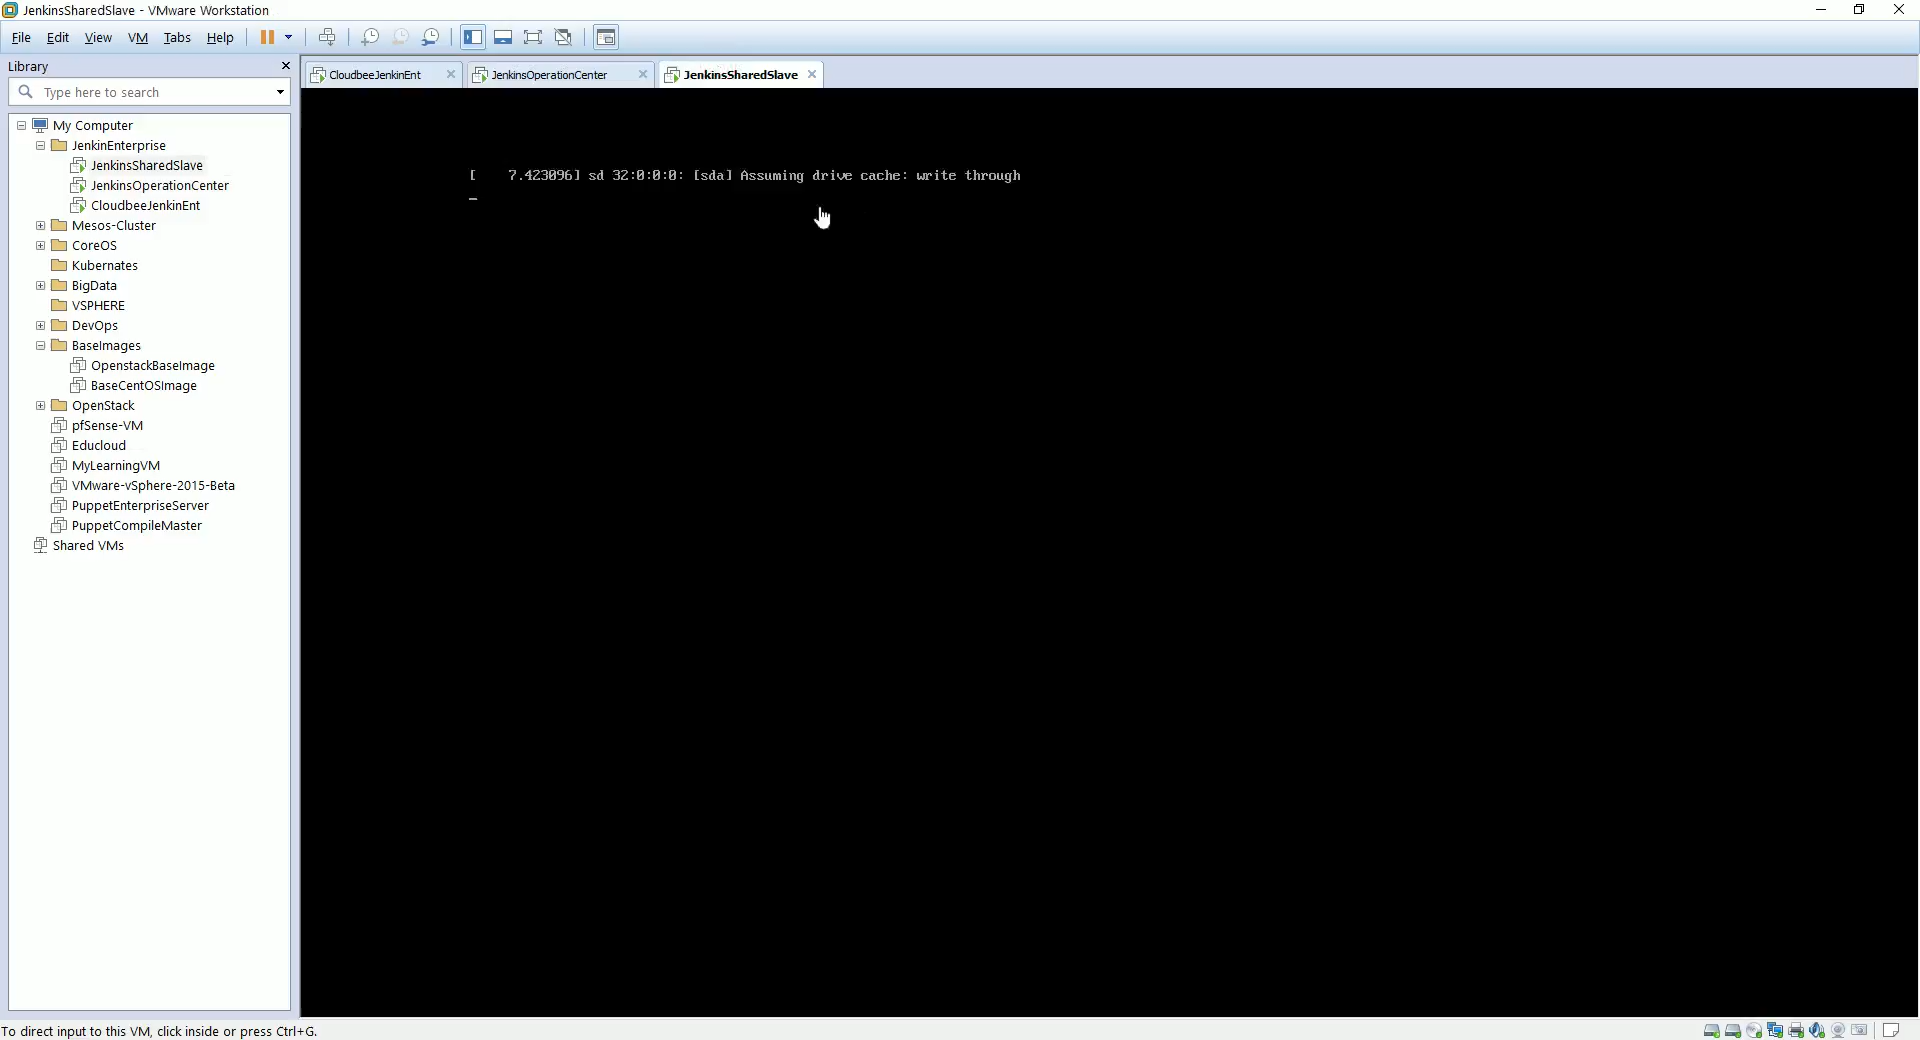 JenkinsSharedSlave - VMware Workstation
File Edit View VM Tabs Help
Library
Type here to search
CloudbeeJenkinEnt
JenkinsOperationCenter
JenkinsSharedSlave
My Computer
JenkinEnterprise
JenkinsSharedSlave
JenkinsOperationCenter
CloudbeeJenkinEnt
Mesos-Cluster
CoreOS
Kubernates
BigData
VSPHERE
DevOps
BaseImages
OpenstackBaseImage
BaseCentOSImage
OpenStack
pfSense-VM
Educloud
MyLearningVM
VMware-vSphere-2015-Beta
PuppetEnterpriseServer
PuppetCompileMaster
Shared VMs
[    7.423096] sd 32:0:0:0: [sda] Assuming drive cache: write through
To direct input to this VM, click inside or press Ctrl+G.